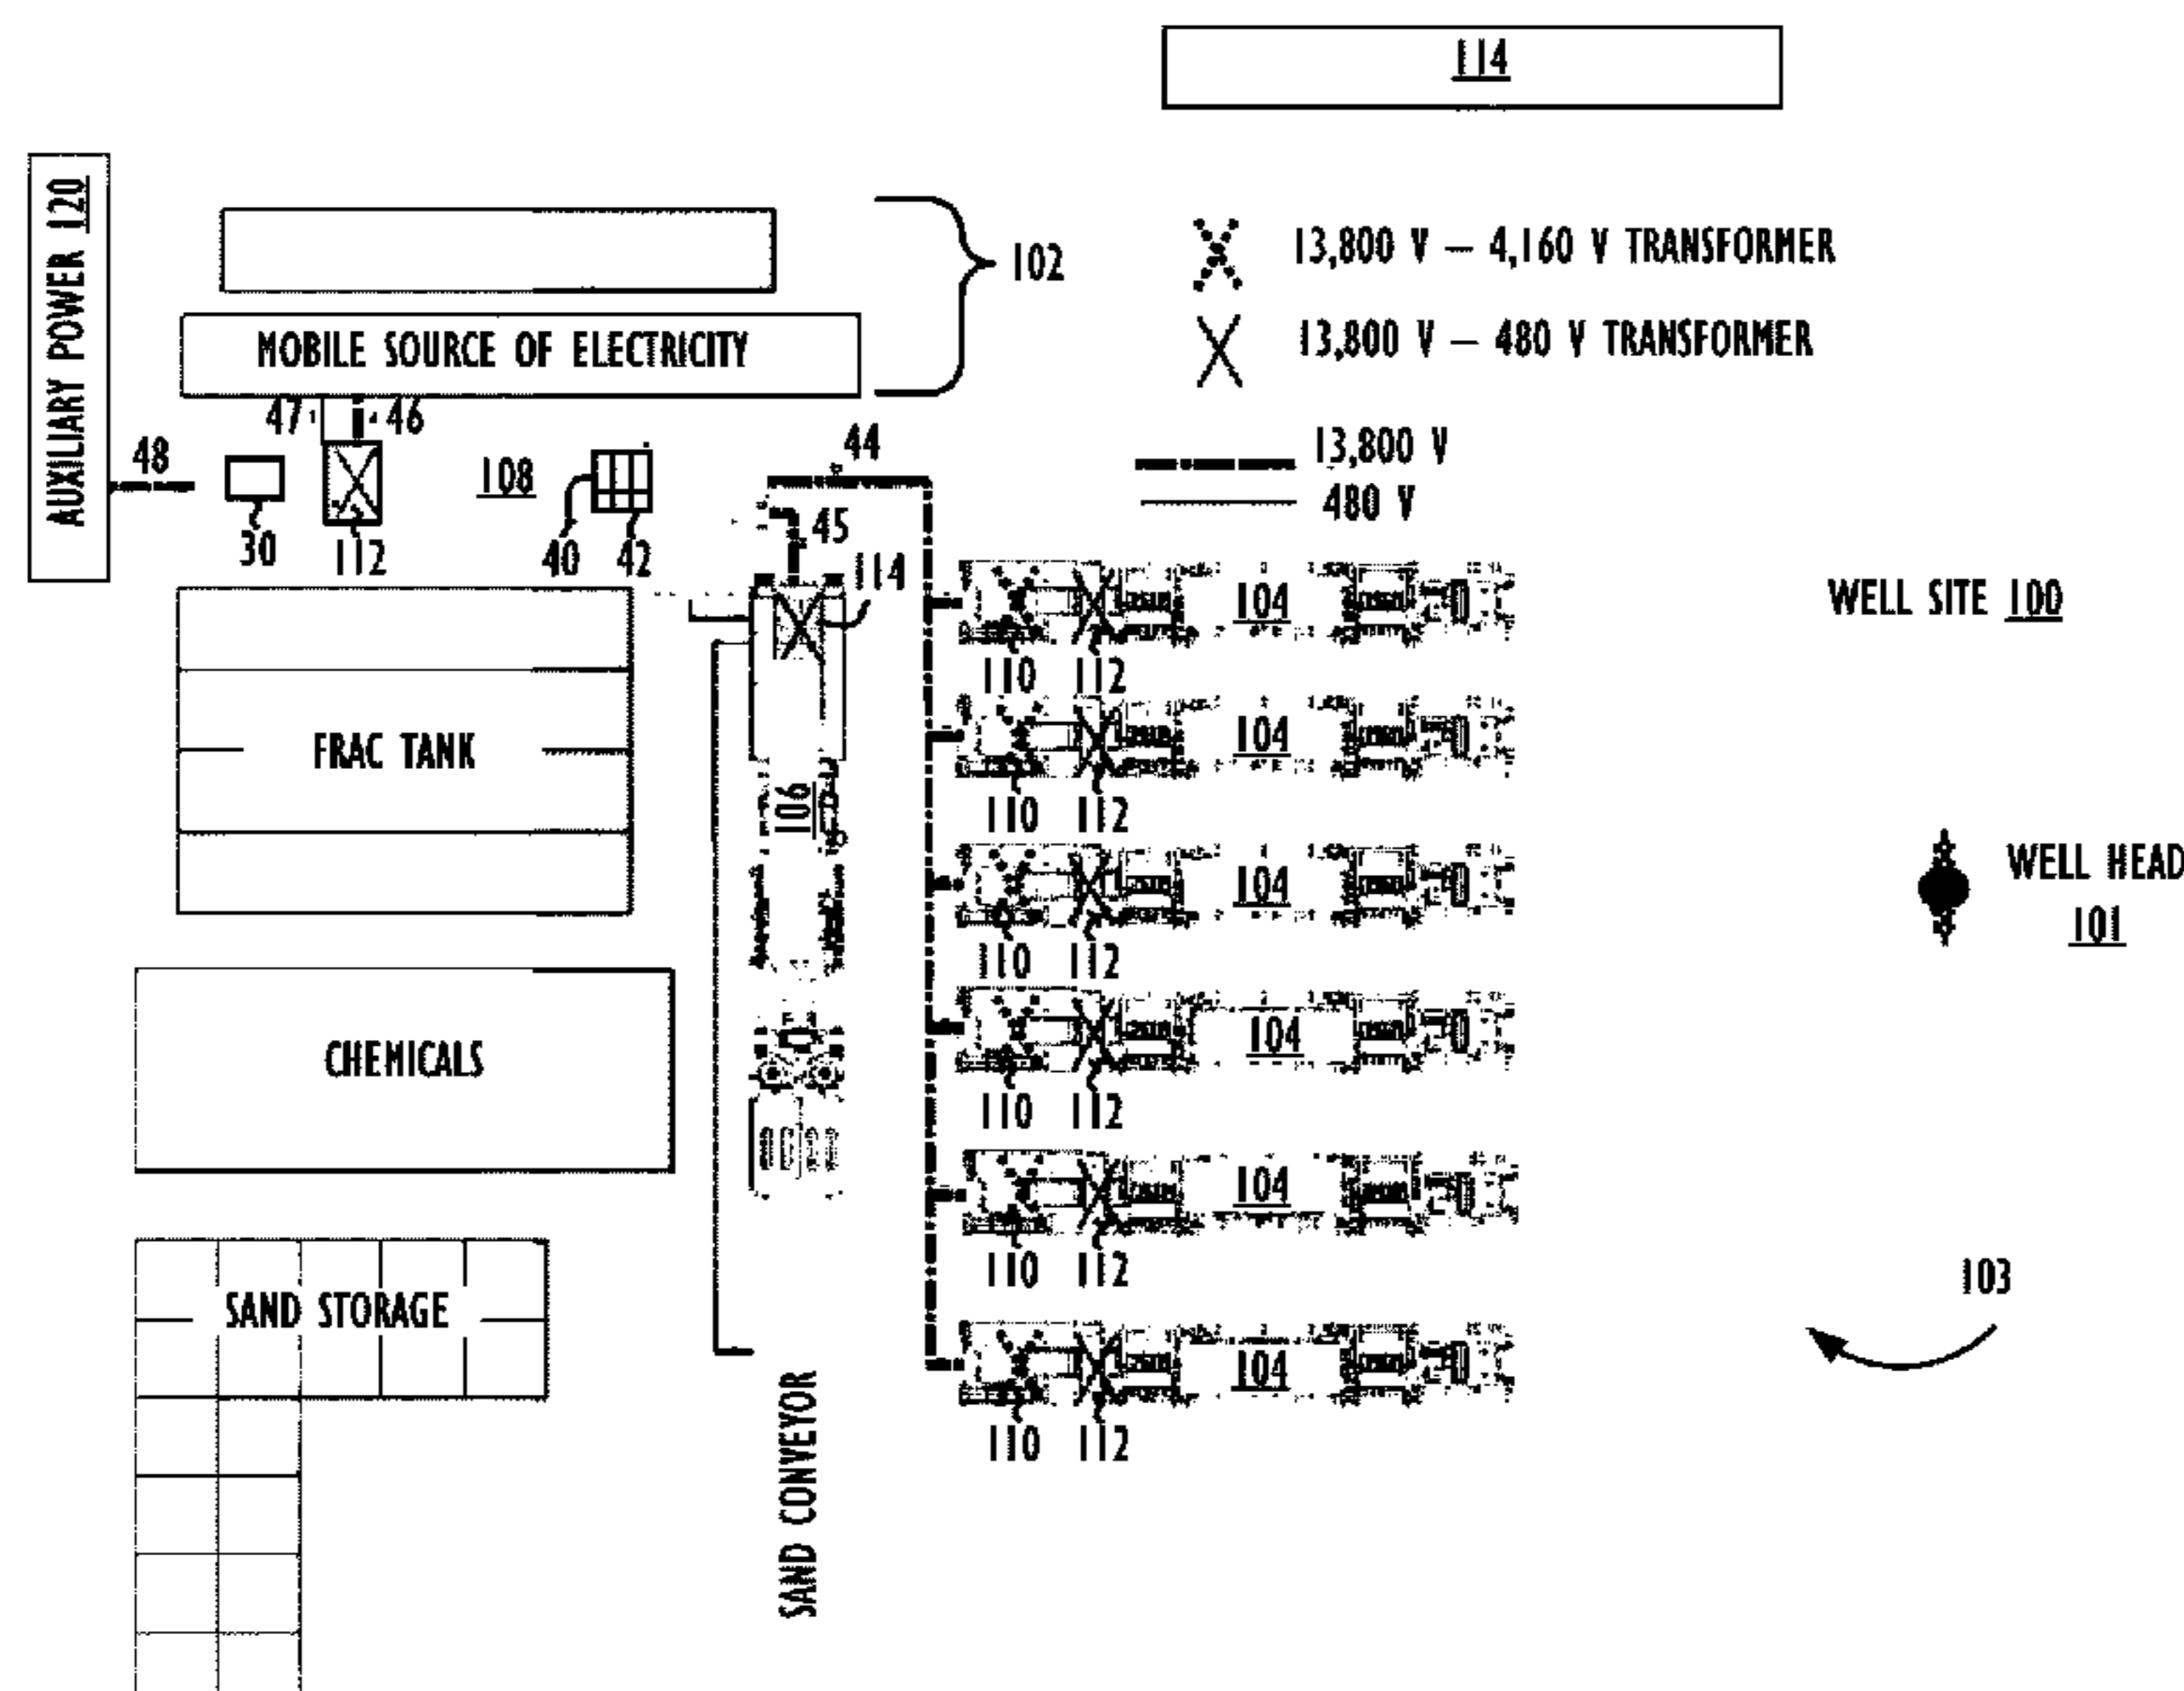 114
AUXILIARY POWER 120
102
13,800 V – 4,160 V TRANSFORMER
MOBILE SOURCE OF ELECTRICITY
13,800 V – 480 V TRANSFORMER
47
46
48
108
44
13,800 V
480 V
45
30
112
40
42
114
104
WELL SITE 100
110
112
FRAC TANK
104
106
110
112
104
WELL HEAD
101
110
112
CHEMICALS
104
110
112
104
110
112
103
SAND STORAGE
104
110
112
SAND CONVEYOR